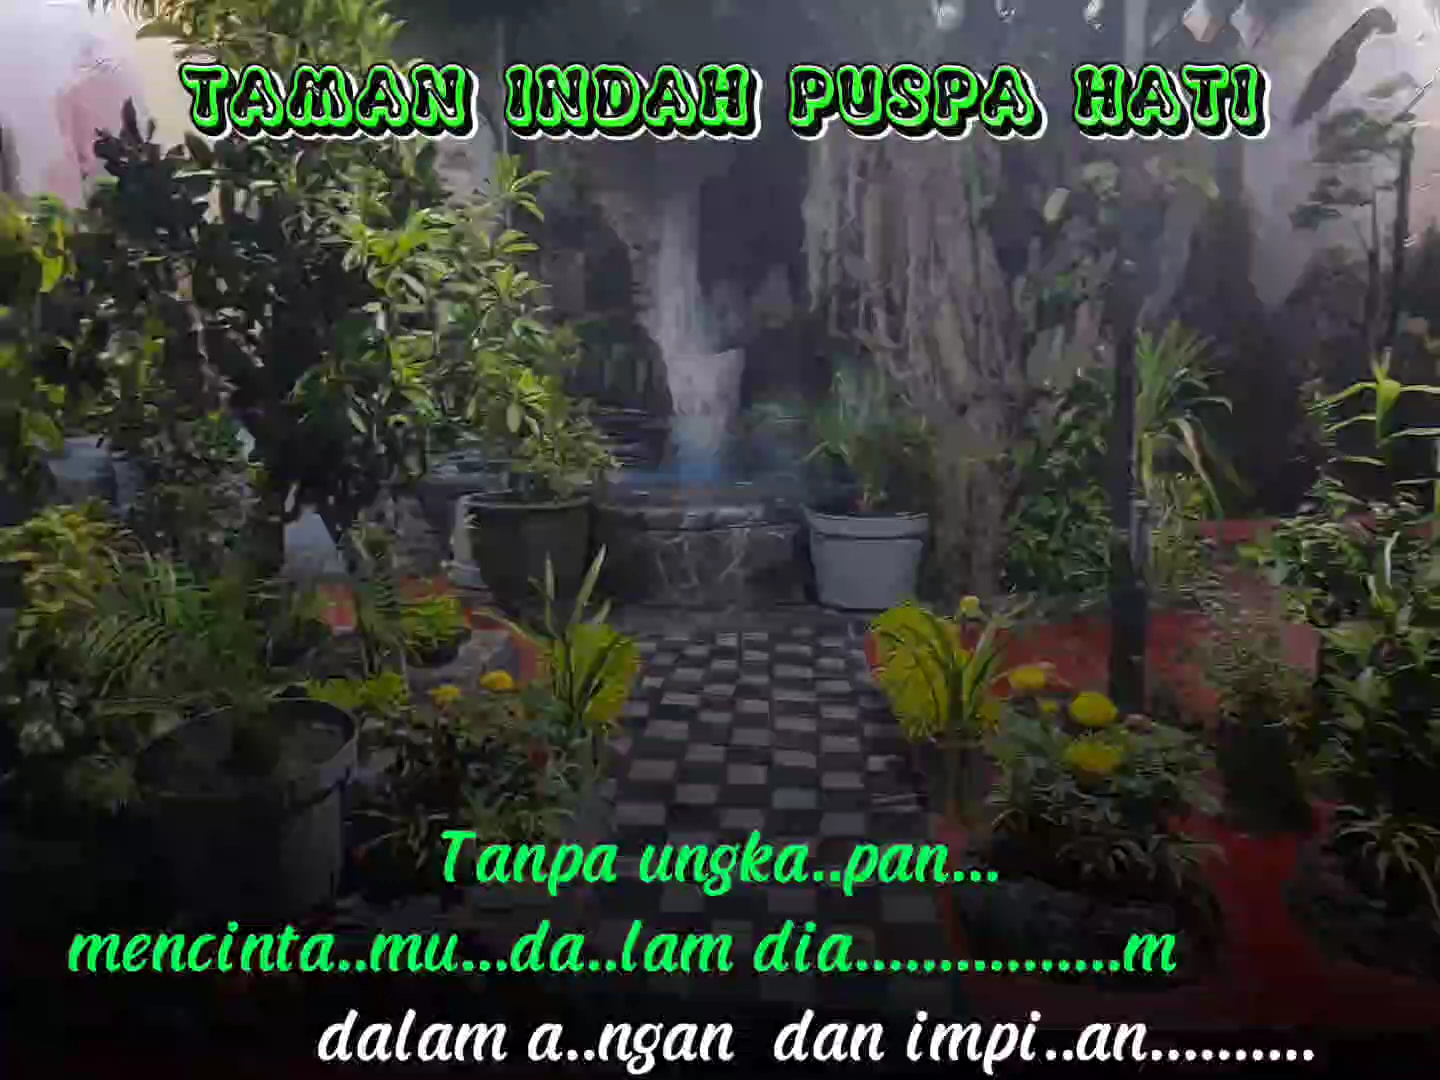 TAMAN INDAH PUSPA HATI
Tanpa ungka..pan...
mencinta..mu...da..lam dia................m
dalam a..ngan dan impi..an..........